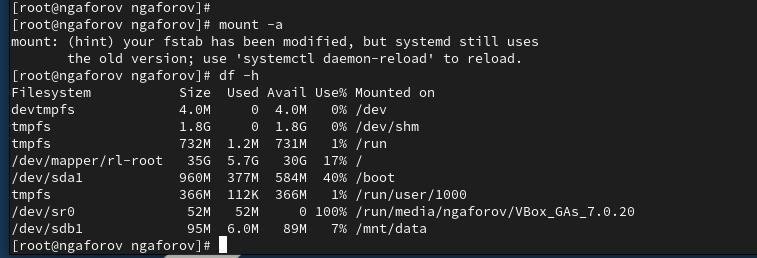 [root@ngaforov ngaforov]#
[root@ngaforov ngaforov]# mount -a
mount: (hint) your fstab has been modified, but systemd still uses
       the old version; use 'systemctl daemon-reload' to reload.
[root@ngaforov ngaforov]# df -h
Filesystem           Size  Used Avail Use% Mounted on
devtmpfs             4.0M     0  4.0M   0% /dev
tmpfs                1.8G     0  1.8G   0% /dev/shm
tmpfs                732M  1.2M  731M   1% /run
/dev/mapper/rl-root   35G  5.7G   30G  17% /
/dev/sda1            960M  377M  584M  40% /boot
tmpfs                366M  112K  366M   1% /run/user/1000
/dev/sr0              52M   52M     0 100% /run/media/ngaforov/VBox_GAs_7.0.20
/dev/sdb1             95M  6.0M   89M   7% /mnt/data
[root@ngaforov ngaforov]#